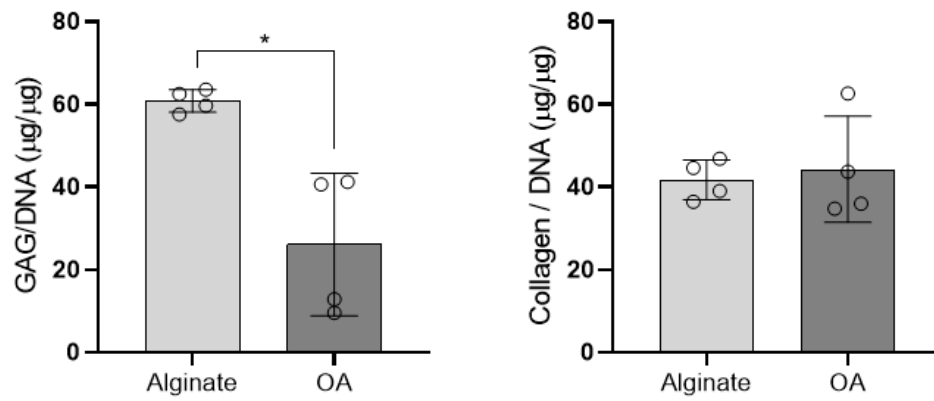 GAG/DNA (µg/µg)
80
60
40
20
0
*
Alginate
OA
Collagen / DNA (µg/µg)
80
60
40
20
0
Alginate
OA